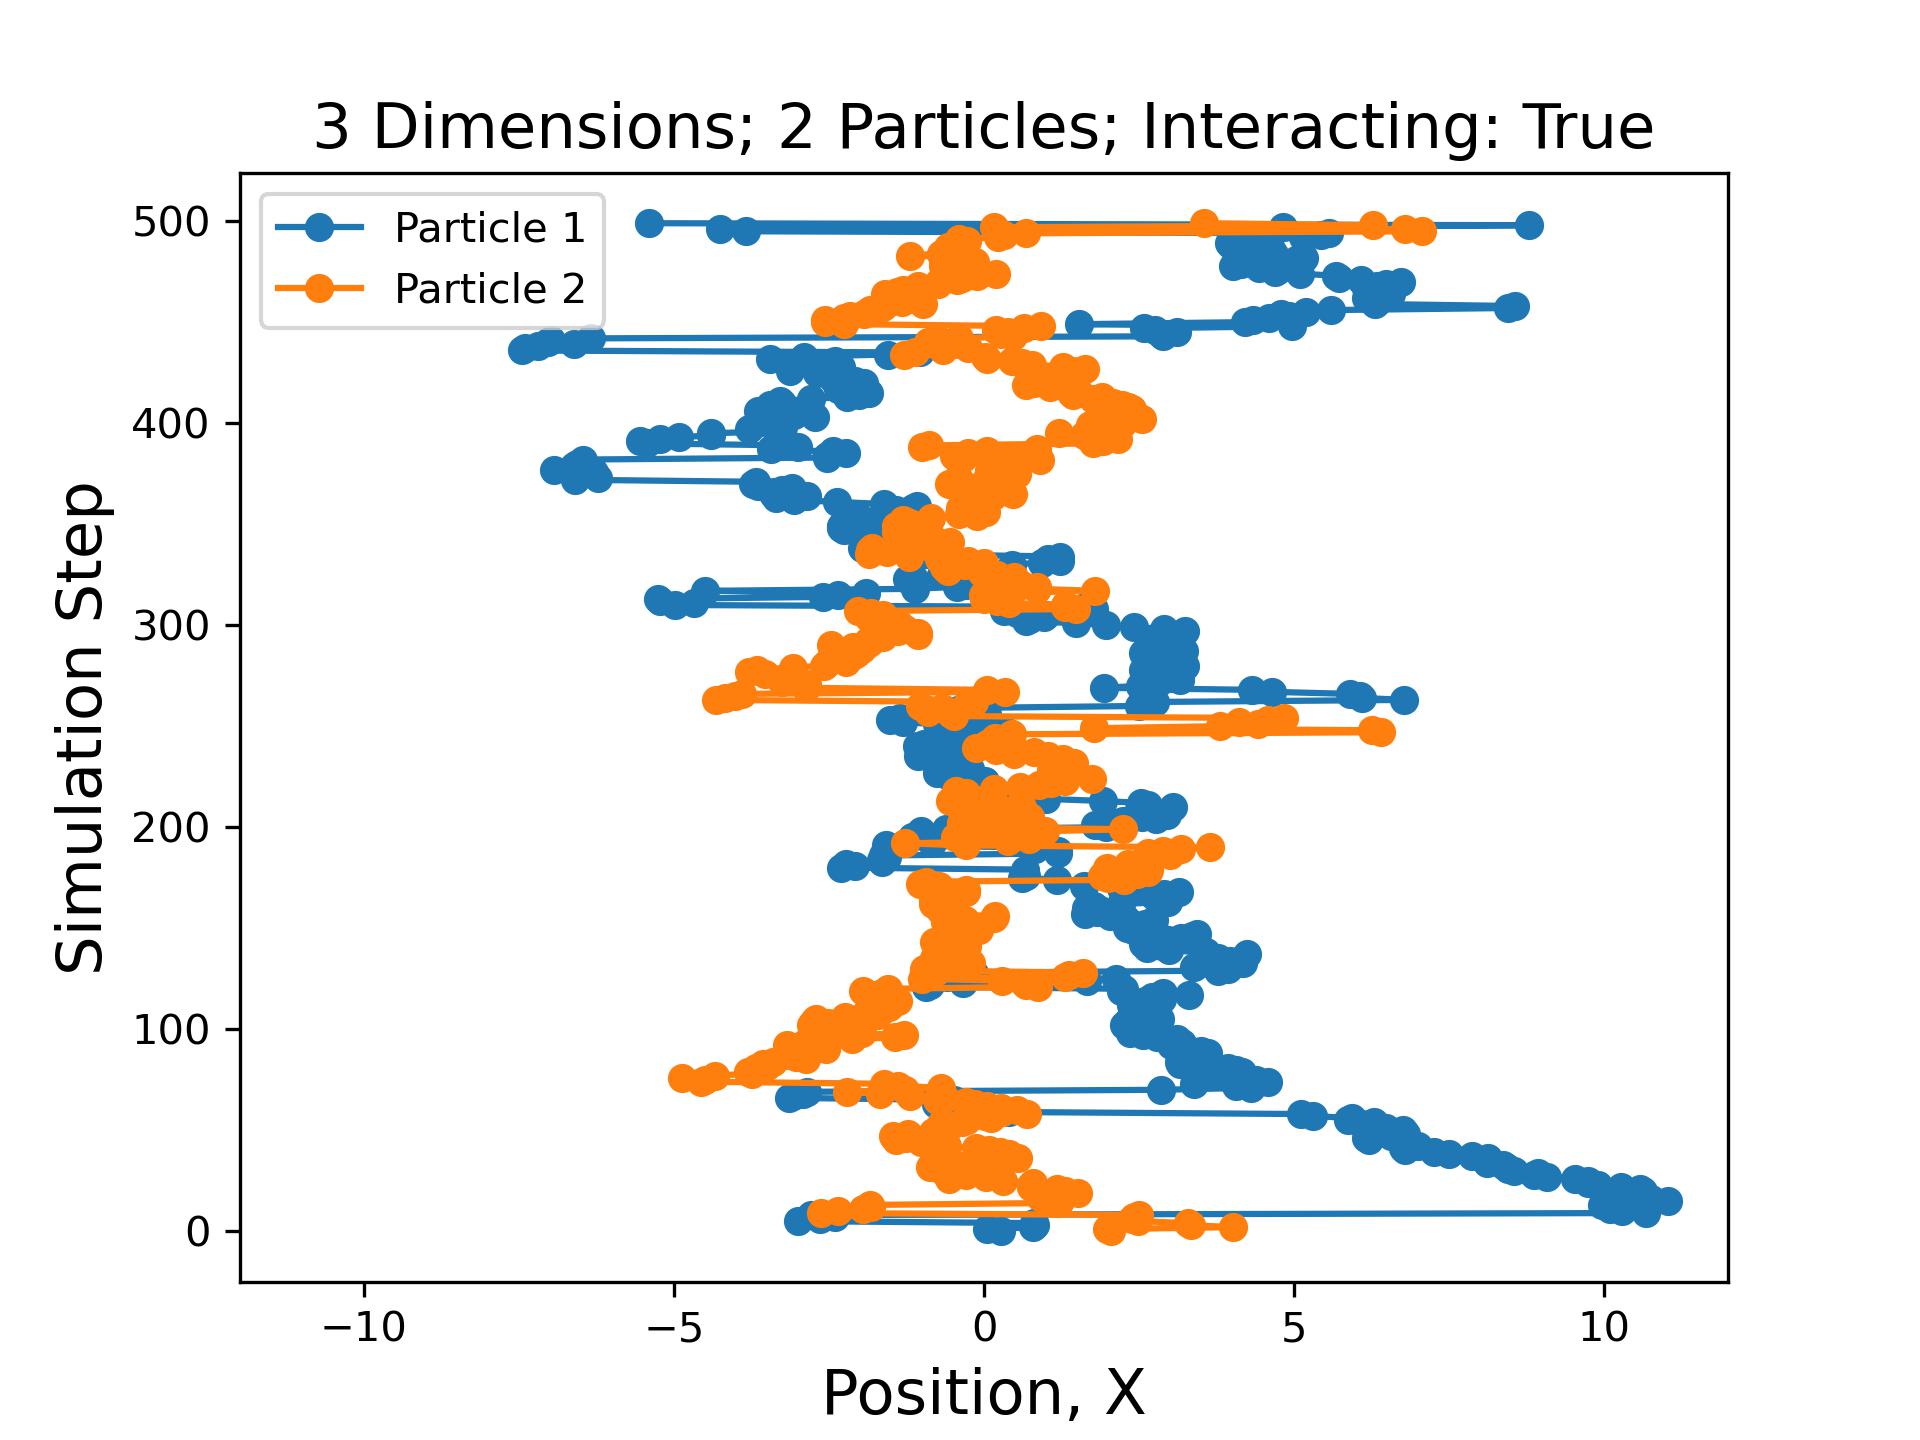 3 Dimensions; 2 Particles; Interacting: True
Particle 1
Particle 2
500
400
300
200
100
0
Simulation Step
−10 −5 0 5 10
Position, X